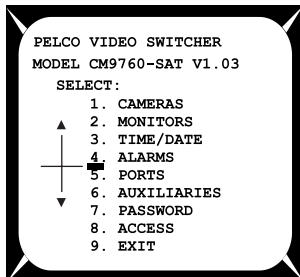 PELCO VIDEO SWITCHER
MODEL CM9760-SAT V1.03
SELECT:
1. CAMERAS
2. MONITORS
3. TIME/DATE
4. ALARMS
5. PORTS
6. AUXILIARIES
7. PASSWORD
8. ACCESS
9. EXIT